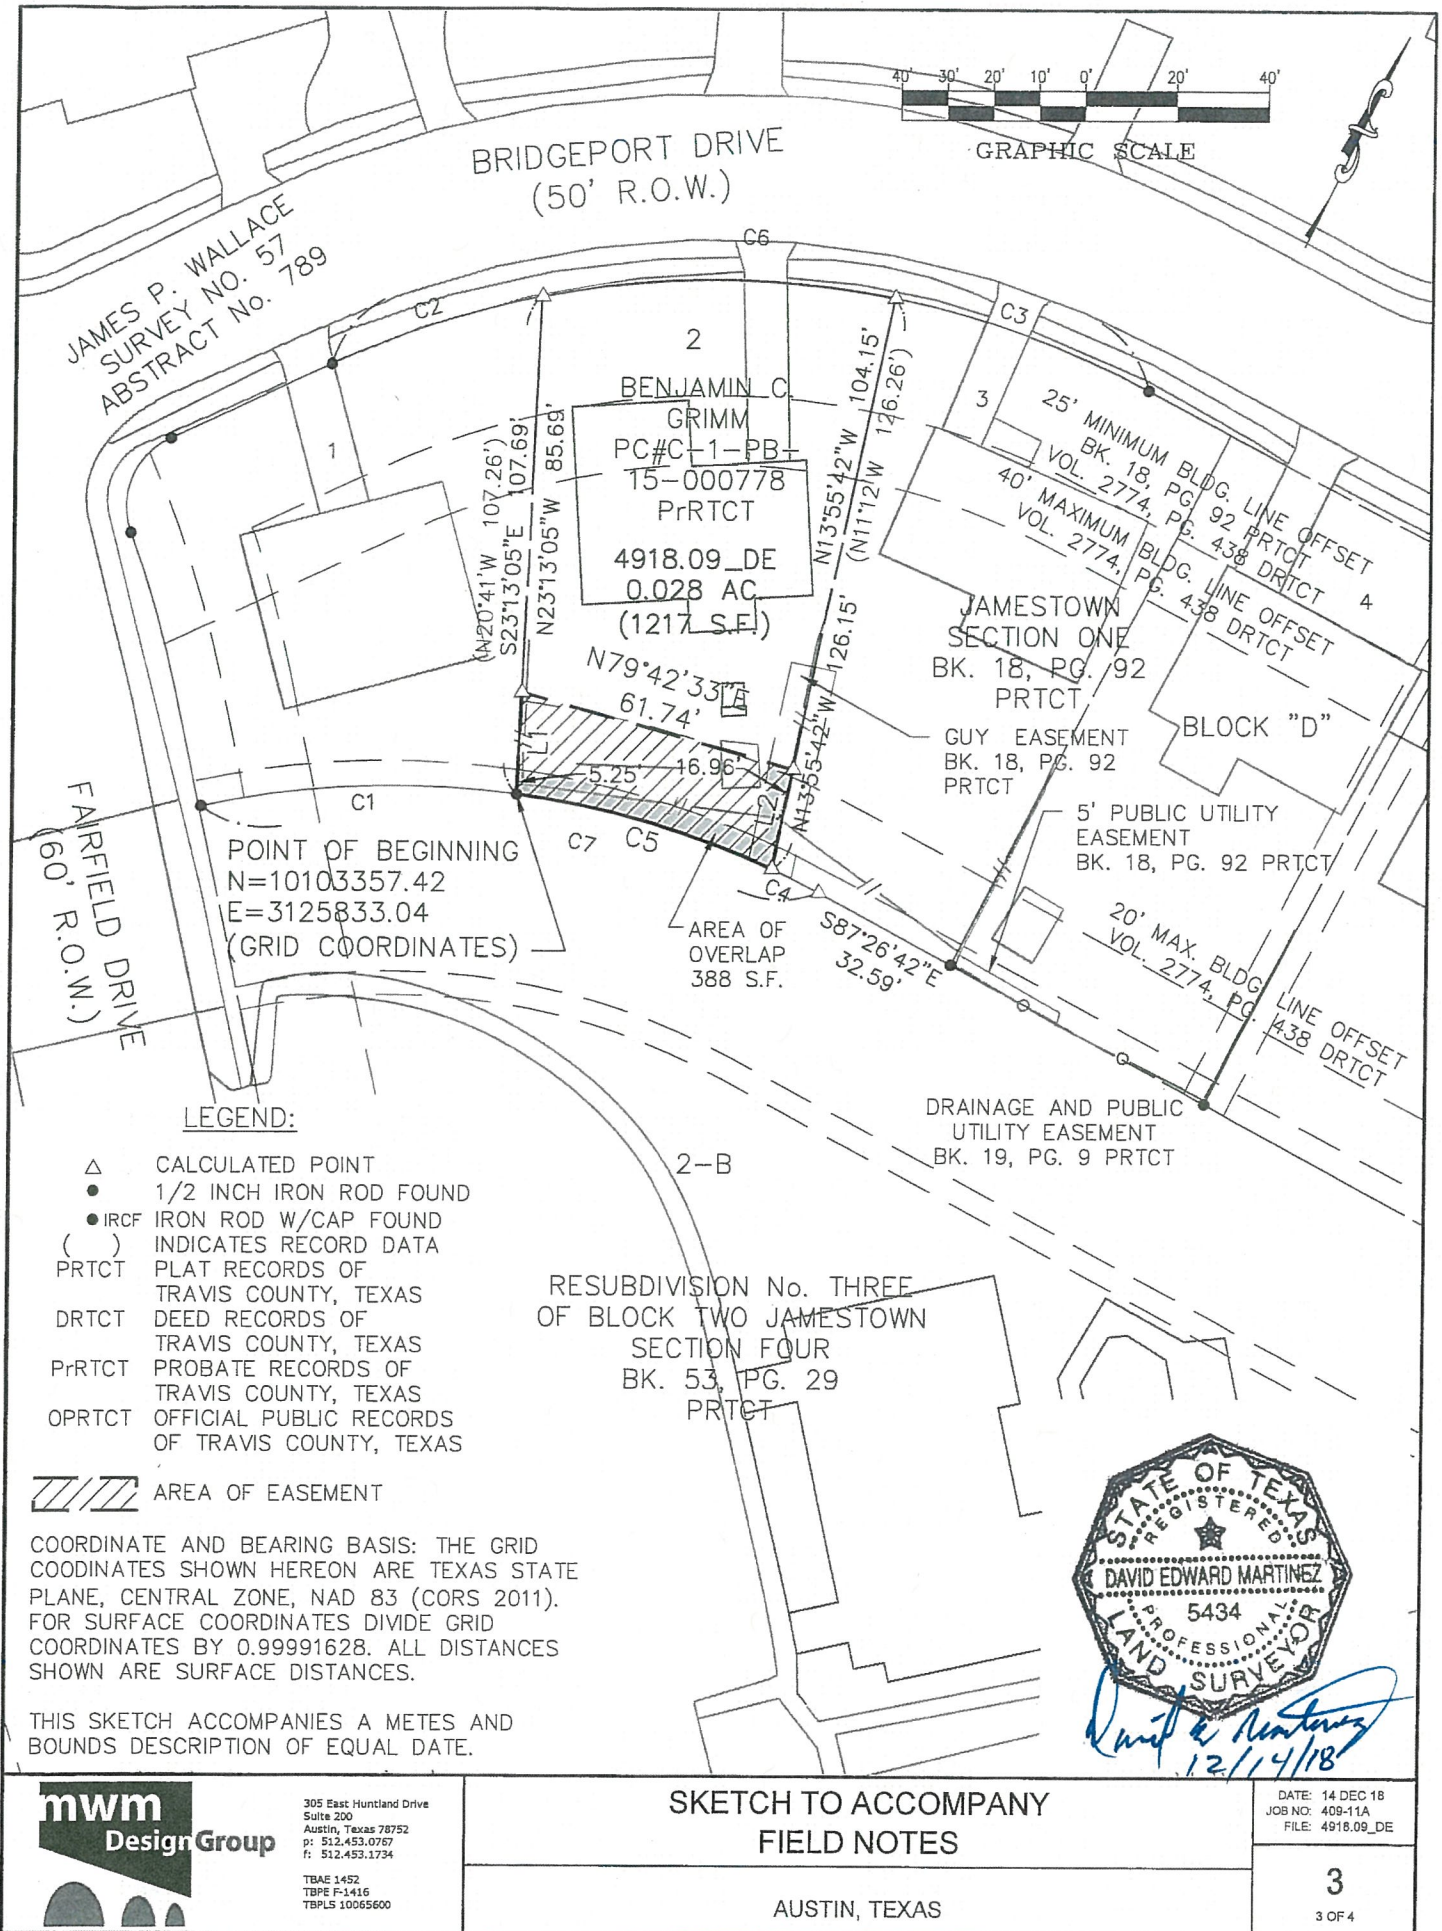 40' 30' 20' 10' 0' 20' 40'
GRAPHIC SCALE
BRIDGEPORT DRIVE
(50' R.O.W.)
JAMES P. WALLACE
SURVEY NO. 57
ABSTRACT No. 789
C2
C6
C3
1
2
BENJAMIN C.
GRIMM
PC#C-1-PB-
15-000778
PrRTCT
4918.09_DE
0.028 AC
(1217 S.F.)
(N20°41'W 107.26')
S23°13'05"E 107.69'
N23°13'05"W 85.69'
N13°55'42"W 104.15'
(N11°12'W 126.26')
N13°55'42"W 126.15'
N79°42'33"E
61.74'
3
25' MINIMUM BLDG. LINE OFFSET
BK. 18, PG. 92 PRTCT
VOL. 2774, PG. 438 DRTCT
40' MAXIMUM BLDG. LINE OFFSET
VOL. 2774, PG. 438 DRTCT
4
JAMESTOWN
SECTION ONE
BK. 18, PG. 92
PRTCT
BLOCK "D"
GUY EASEMENT
BK. 18, PG. 92
PRTCT
5' PUBLIC UTILITY
EASEMENT
BK. 18, PG. 92 PRTCT
L1
5.25'
16.96'
L2
C1
C7
C5
C4
FAIRFIELD DRIVE
(60' R.O.W.)
POINT OF BEGINNING
N=10103357.42
E=3125833.04
(GRID COORDINATES)
AREA OF
OVERLAP
388 S.F.
S87°26'42"E
32.59'
20' MAX. BLDG. LINE OFFSET
VOL. 2774, PG. 438 DRTCT
DRAINAGE AND PUBLIC
UTILITY EASEMENT
BK. 19, PG. 9 PRTCT
2-B
RESUBDIVISION No. THREE
OF BLOCK TWO JAMESTOWN
SECTION FOUR
BK. 53, PG. 29
PRTCT
LEGEND:
CALCULATED POINT
1/2 INCH IRON ROD FOUND
IRCF IRON ROD W/CAP FOUND
( ) INDICATES RECORD DATA
PRTCT PLAT RECORDS OF
TRAVIS COUNTY, TEXAS
DRTCT DEED RECORDS OF
TRAVIS COUNTY, TEXAS
PrRTCT PROBATE RECORDS OF
TRAVIS COUNTY, TEXAS
OPRTCT OFFICIAL PUBLIC RECORDS
OF TRAVIS COUNTY, TEXAS
AREA OF EASEMENT
COORDINATE AND BEARING BASIS: THE GRID
COODINATES SHOWN HEREON ARE TEXAS STATE
PLANE, CENTRAL ZONE, NAD 83 (CORS 2011).
FOR SURFACE COORDINATES DIVIDE GRID
COORDINATES BY 0.99991628. ALL DISTANCES
SHOWN ARE SURFACE DISTANCES.
THIS SKETCH ACCOMPANIES A METES AND
BOUNDS DESCRIPTION OF EQUAL DATE.
STATE OF TEXAS
REGISTERED
DAVID EDWARD MARTINEZ
5434
PROFESSIONAL
LAND SURVEYOR
David E Martinez
12/14/18
mwm
DesignGroup
305 East Huntland Drive
Suite 200
Austin, Texas 78752
p: 512.453.0767
f: 512.453.1734
TBAE 1452
TBPE F-1416
TBPLS 10065600
SKETCH TO ACCOMPANY
FIELD NOTES
AUSTIN, TEXAS
DATE: 14 DEC 18
JOB NO: 409-11A
FILE: 4918.09_DE
3
3 OF 4